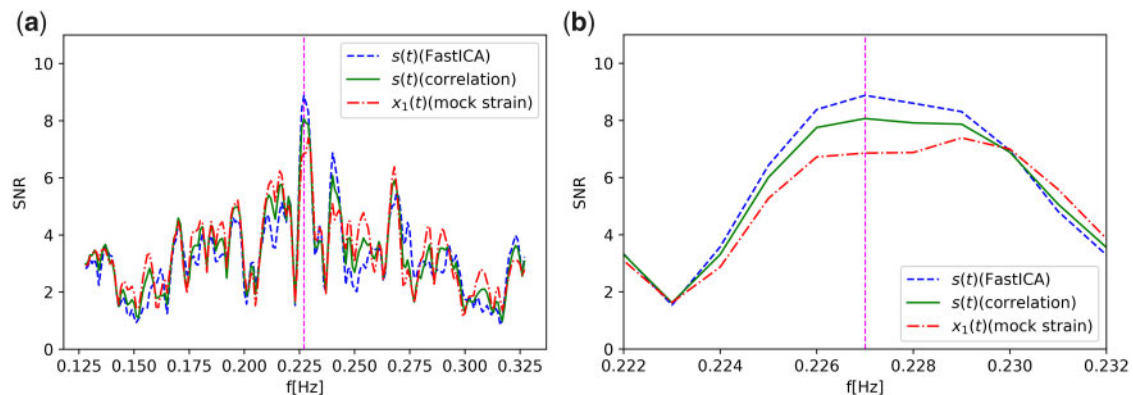 (a)
10
8
6
4
2
0
SNR
0.125 0.150 0.175 0.200 0.225 0.250 0.275 0.300 0.325
f[Hz]
s(t)(FastICA)
s(t)(correlation)
x₁(t)(mock strain)
(b)
10
8
6
4
2
0
SNR
0.222 0.224 0.226 0.228 0.230 0.232
f[Hz]
s(t)(FastICA)
s(t)(correlation)
x₁(t)(mock strain)